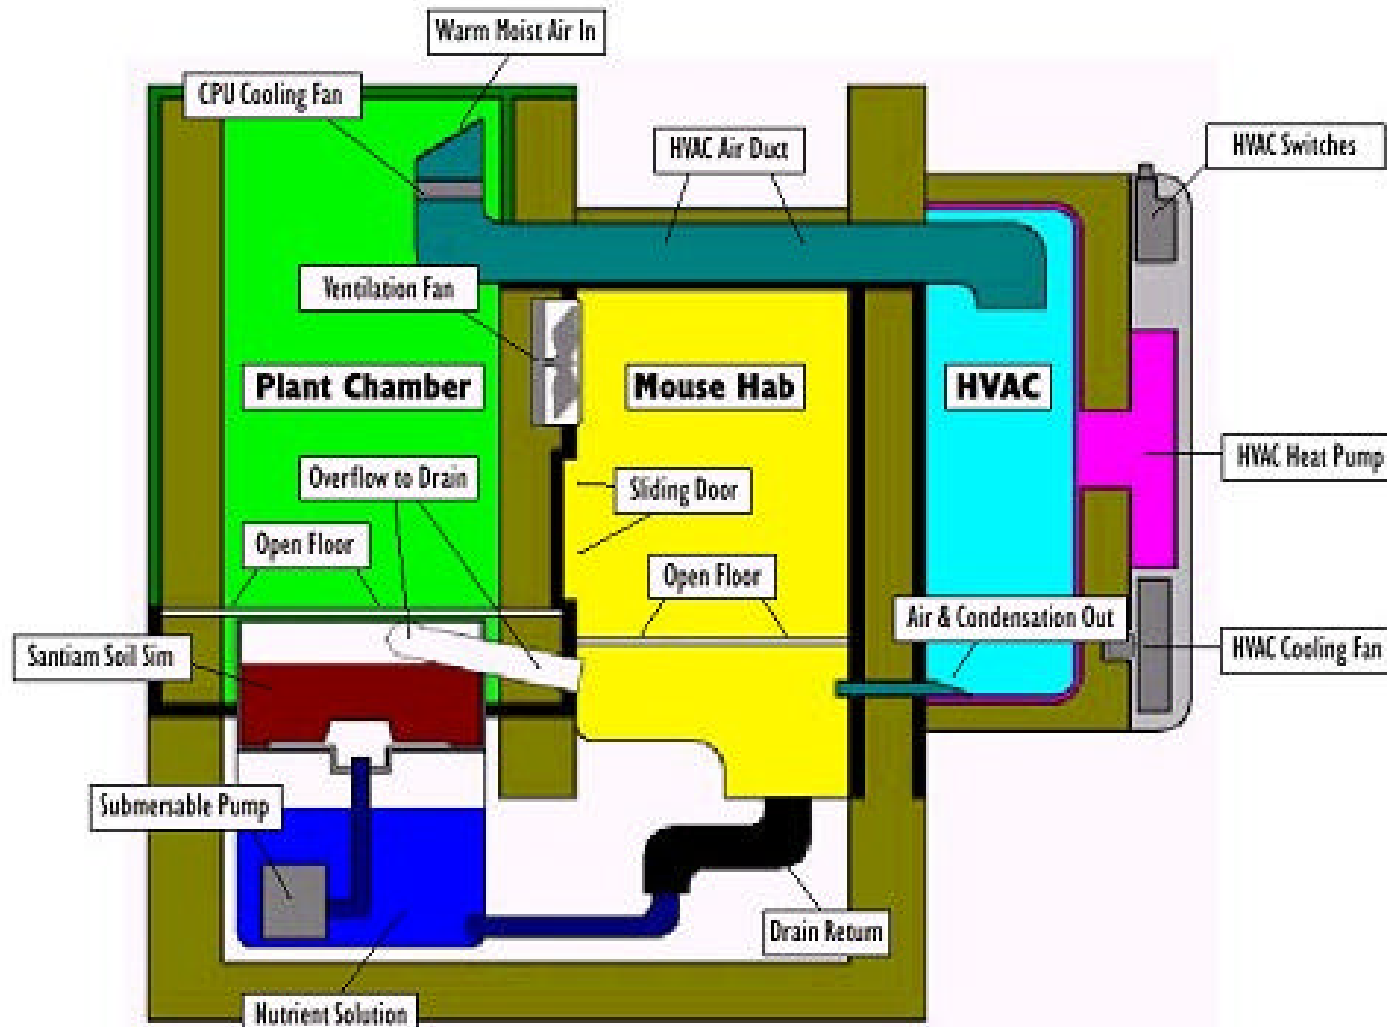 Warm Moist Air In
CPU Cooling Fan
HVAC Air Duct
HVAC Switches
Ventilation Fan
Plant Chamber
Mouse Hab
HVAC
HVAC Heat Pump
Overflow to Drain
Sliding Door
Open Floor
Open Floor
Air & Condensation Out
Santiam Soil Sim
HVAC Cooling Fan
Submersable Pump
Drain Return
Nutrient Solution